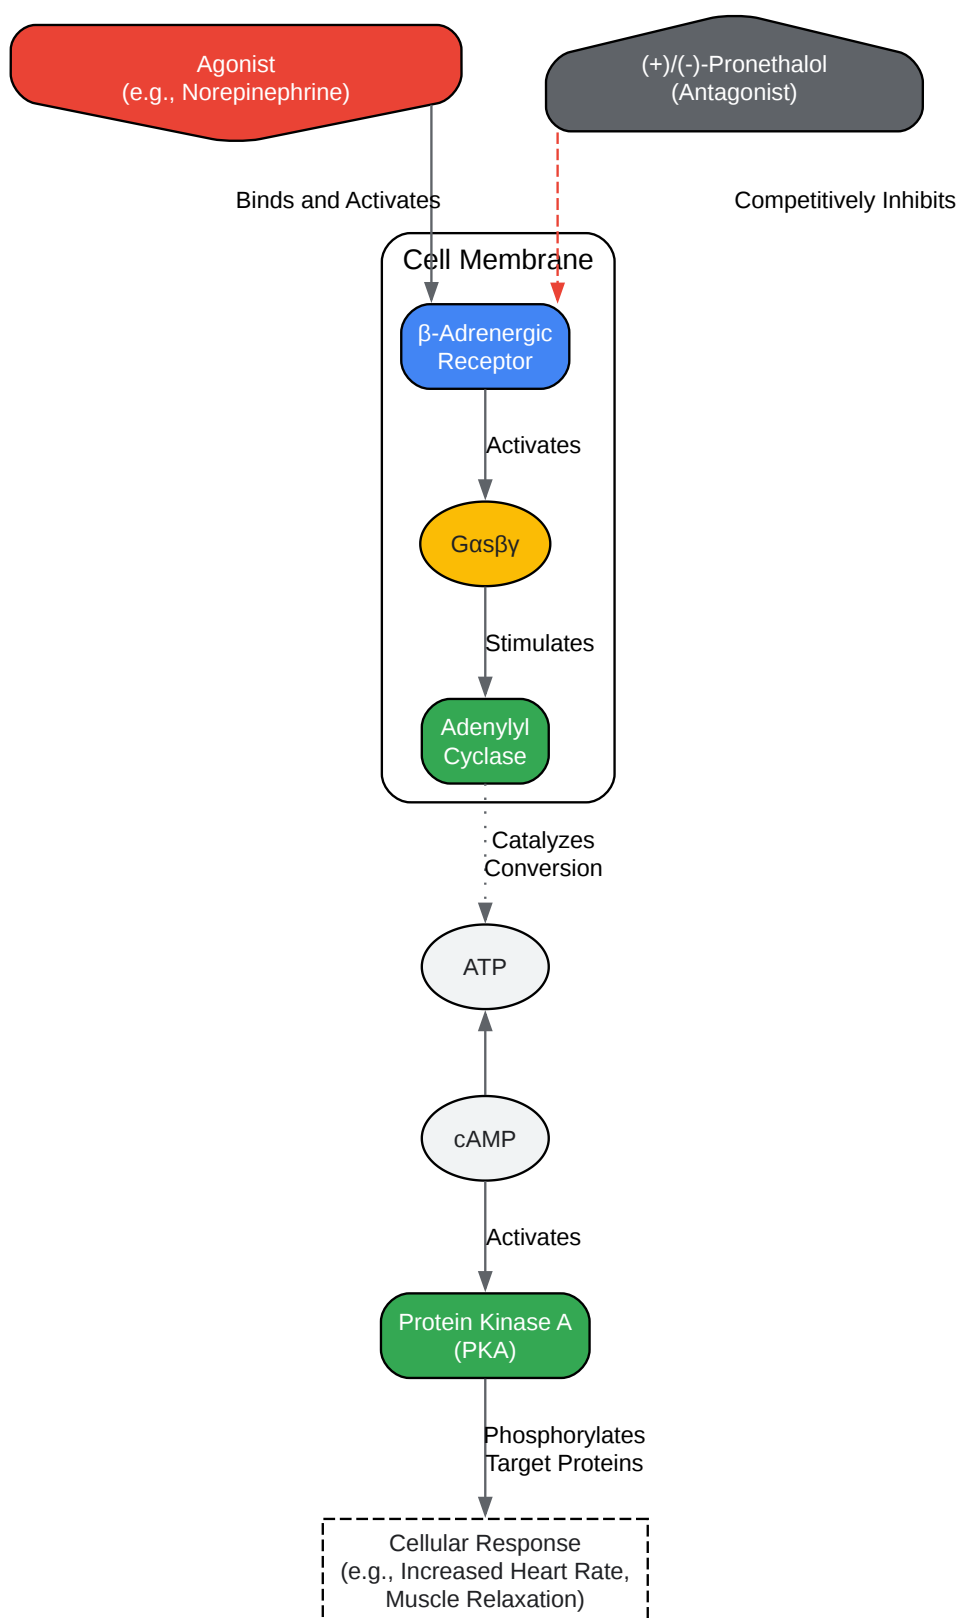 Agonist
(e.g., Norepinephrine)
(+)/(-)-Pronethalol
(Antagonist)
Binds and Activates
Competitively Inhibits
Cell Membrane
β-Adrenergic
Receptor
Activates
Gαsβγ
Stimulates
Adenylyl
Cyclase
Catalyzes
Conversion
ATP
cAMP
Activates
Protein Kinase A
(PKA)
Phosphorylates
Target Proteins
Cellular Response
(e.g., Increased Heart Rate,
Muscle Relaxation)